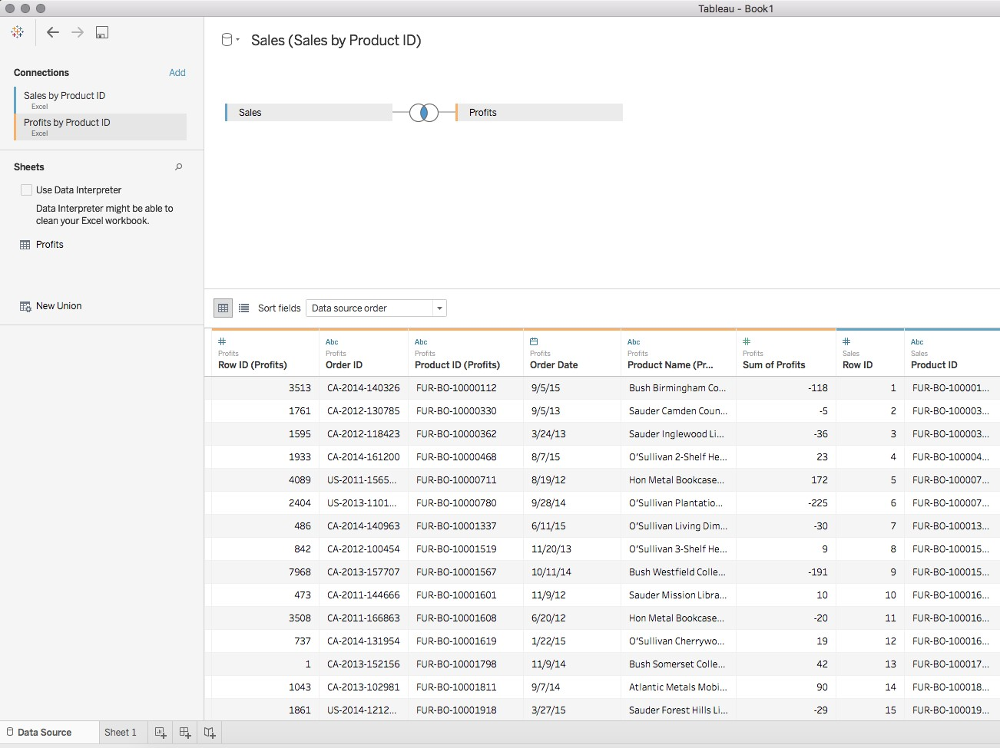 Tableau - Book1
Sales (Sales by Product ID)
Connections Add
Sales by Product ID
Excel
Profits by Product ID
Excel
Sales
Profits
Sheets
Use Data Interpreter
Data Interpreter might be able to
clean your Excel workbook.
Profits
New Union
Sort fields Data source order
# Abc Abc Abc # # Abc
Profits Profits Profits Profits Profits Profits Sales Sales
Row ID (Profits) Order ID Product ID (Profits) Order Date Product Name (Pr... Sum of Profits Row ID Product ID
3513 CA-2014-140326 FUR-BO-10000112 9/5/15 Bush Birmingham Co... -118 1 FUR-BO-100001...
1761 CA-2012-130785 FUR-BO-10000330 9/5/13 Sauder Camden Coun... -5 2 FUR-BO-100003...
1595 CA-2012-118423 FUR-BO-10000362 3/24/13 Sauder Inglewood Li... -36 3 FUR-BO-100003...
1933 CA-2014-161200 FUR-BO-10000468 8/7/15 O'Sullivan 2-Shelf He... 23 4 FUR-BO-100004...
4089 US-2011-1565... FUR-BO-10000711 8/19/12 Hon Metal Bookcase... 172 5 FUR-BO-100007...
2404 US-2013-1101... FUR-BO-10000780 9/28/14 O'Sullivan Plantatio... -225 6 FUR-BO-100007...
486 CA-2014-140963 FUR-BO-10001337 6/11/15 O'Sullivan Living Dim... -30 7 FUR-BO-100013...
842 CA-2012-100454 FUR-BO-10001519 11/20/13 O'Sullivan 3-Shelf He... 9 8 FUR-BO-100015...
7968 CA-2013-157707 FUR-BO-10001567 10/11/14 Bush Westfield Colle... -191 9 FUR-BO-100015...
473 CA-2011-144666 FUR-BO-10001601 11/9/12 Sauder Mission Libra... 10 10 FUR-BO-100016...
3508 CA-2011-166863 FUR-BO-10001608 6/20/12 Hon Metal Bookcase... -20 11 FUR-BO-100016...
737 CA-2014-131954 FUR-BO-10001619 1/22/15 O'Sullivan Cherrywo... 19 12 FUR-BO-100016...
1 CA-2013-152156 FUR-BO-10001798 11/9/14 Bush Somerset Colle... 42 13 FUR-BO-100017...
1043 CA-2013-102981 FUR-BO-10001811 9/7/14 Atlantic Metals Mobi... 90 14 FUR-BO-100018...
1861 US-2014-1212... FUR-BO-10001918 3/27/15 Sauder Forest Hills Li... -29 15 FUR-BO-100019...
Data Source Sheet 1